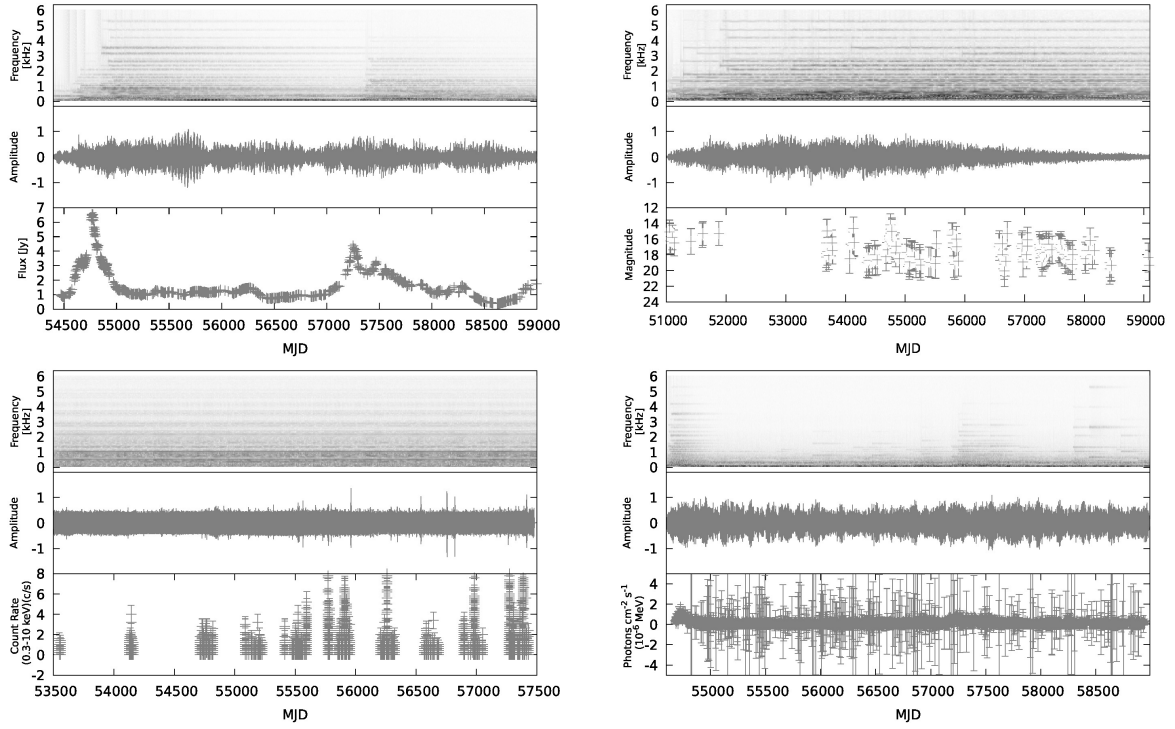 6
5
4
3
2
1
0
Frequency
[kHz]
1
0
-1
Amplitude
7
6
5
4
3
2
1
0
Flux [Jy]
54500 55000 55500 56000 56500 57000 57500 58000 58500 59000
MJD
6
5
4
3
2
1
0
Frequency
[kHz]
1
0
-1
Amplitude
12
14
16
18
20
22
24
Magnitude
51000 52000 53000 54000 55000 56000 57000 58000 59000
MJD
6
5
4
3
2
1
0
Frequency
[kHz]
1
0
-1
Amplitude
8
6
4
2
0
-2
Count Rate
(0.3-10 keV)(c/s)
53500 54000 54500 55000 55500 56000 56500 57000 57500
MJD
6
5
4
3
2
1
0
Frequency
[kHz]
1
0
-1
Amplitude
4
2
0
-2
-4
Photons cm⁻² s⁻¹
(10⁻⁶ MeV)
55000 55500 56000 56500 57000 57500 58000 58500
MJD